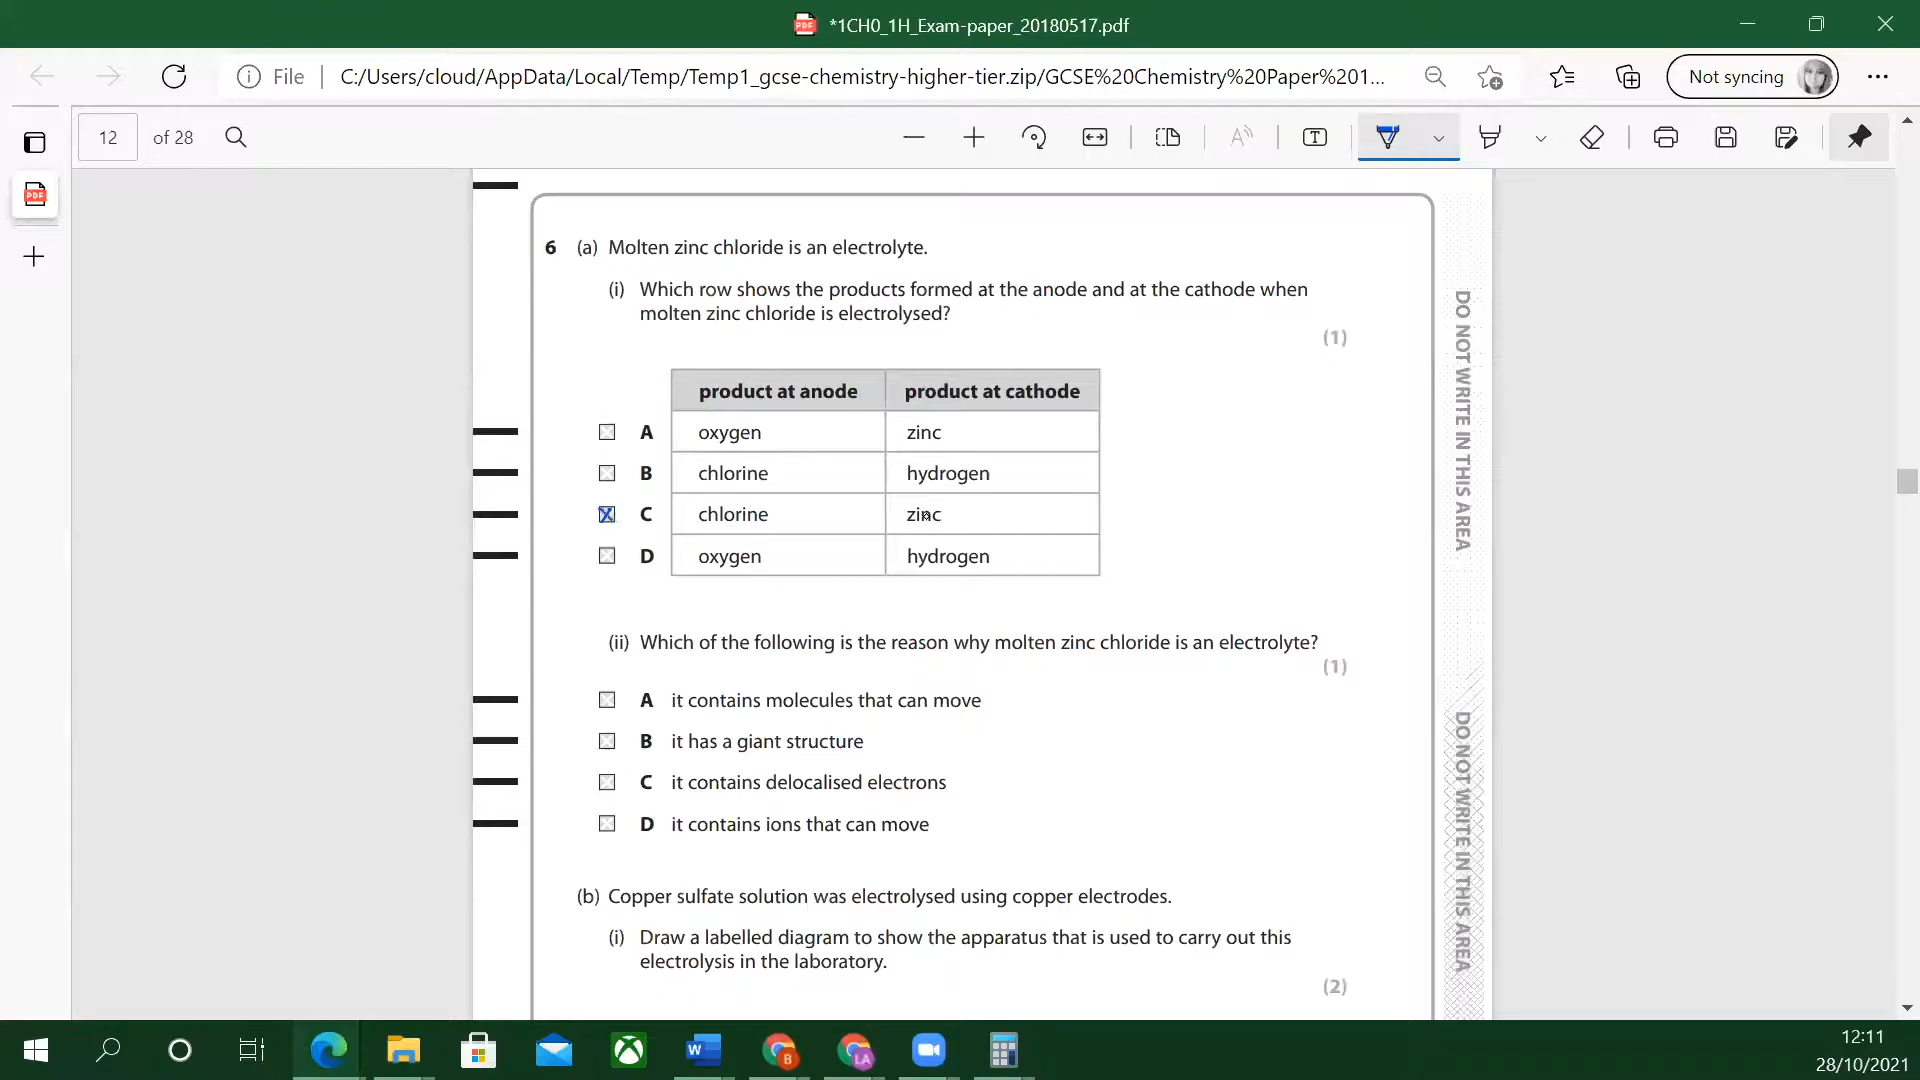 *1CH0_1H_Exam-paper_20180517.pdf
File
C:/Users/cloud/AppData/Local/Temp/Temp1_gcse-chemistry-higher-tier.zip/GCSE%20Chemistry%20Paper%201...
Not syncing
12 of 28
6 (a) Molten zinc chloride is an electrolyte.
(i) Which row shows the products formed at the anode and at the cathode when
molten zinc chloride is electrolysed?
(1)
product at anode product at cathode
A oxygen zinc
B chlorine hydrogen
C chlorine zinc
D oxygen hydrogen
(ii) Which of the following is the reason why molten zinc chloride is an electrolyte?
(1)
A it contains molecules that can move
B it has a giant structure
C it contains delocalised electrons
D it contains ions that can move
(b) Copper sulfate solution was electrolysed using copper electrodes.
(i) Draw a labelled diagram to show the apparatus that is used to carry out this
electrolysis in the laboratory.
(2)
DO NOT WRITE IN THIS AREA
DO NOT WRITE IN THIS AREA
12:11
28/10/2021